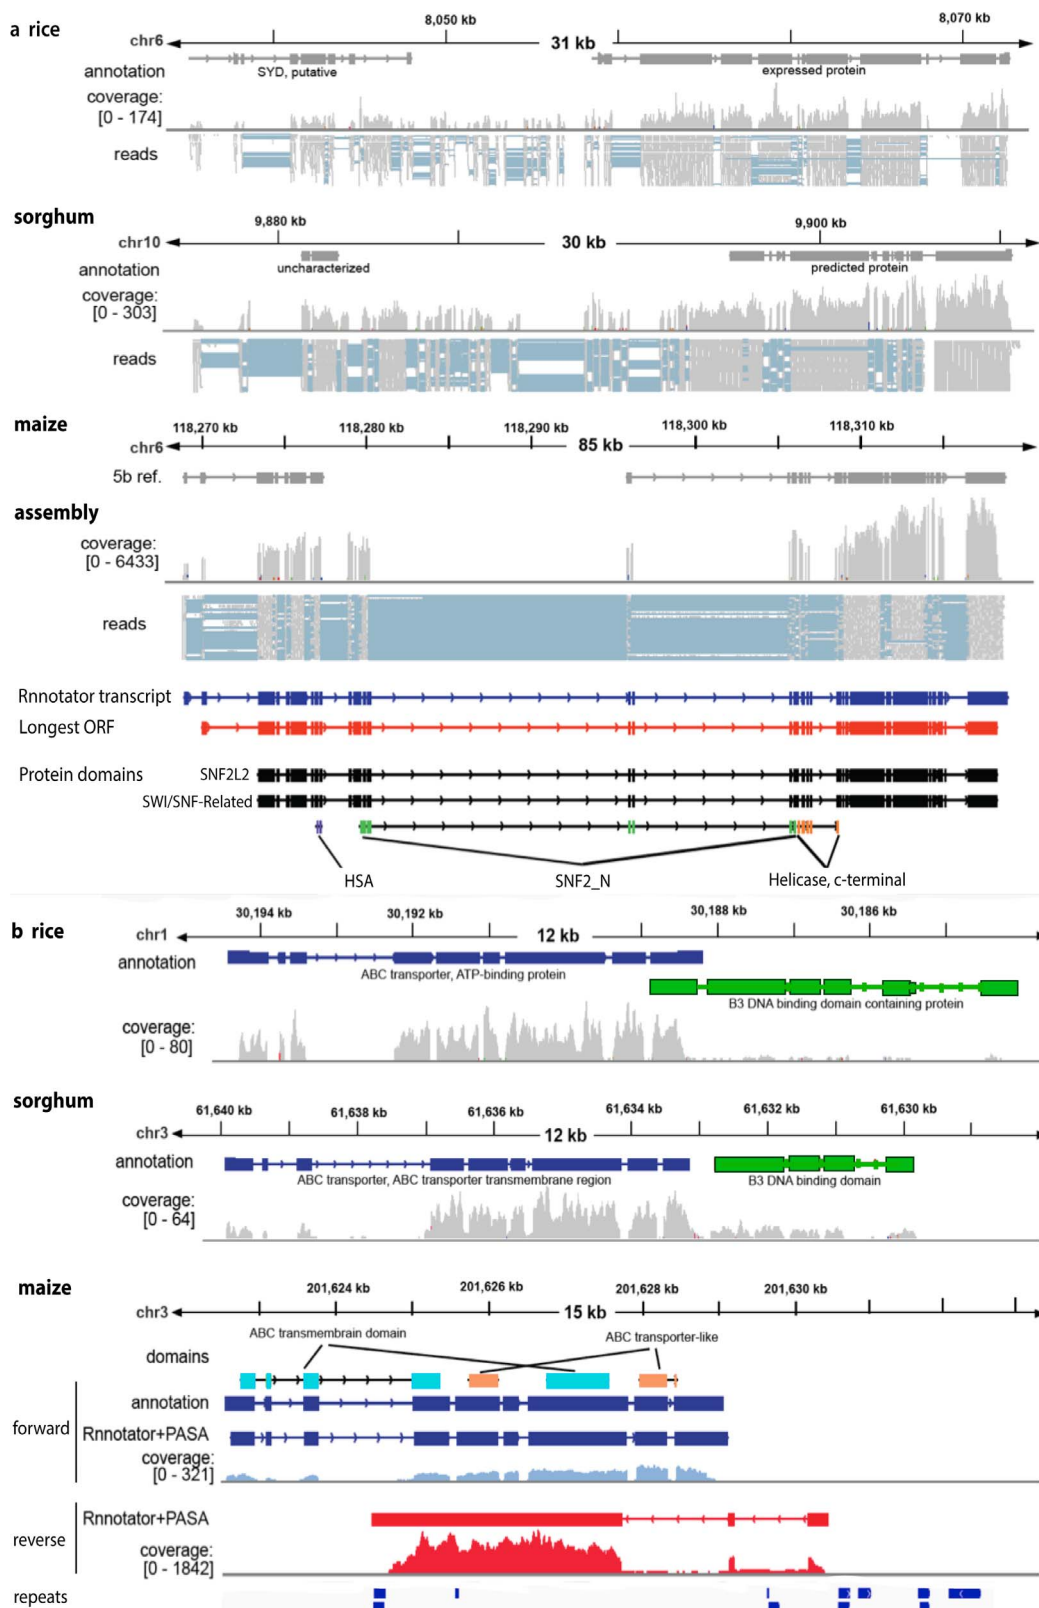 a rice
8,050 kb
8,070 kb
chr6
31 kb
annotation
SYD, putative
expressed protein
coverage:
[0 - 174]
reads
sorghum
9,880 kb
9,900 kb
chr10
30 kb
annotation
uncharacterized
predicted protein
coverage:
[0 - 303]
reads
maize
118,270 kb
118,280 kb
118,290 kb
118,300 kb
118,310 kb
chr6
85 kb
5b ref.
assembly
coverage:
[0 - 6433]
reads
Rnnotator transcript
Longest ORF
Protein domains
SNF2L2
SWI/SNF-Related
HSA
SNF2_N
Helicase, c-terminal
b rice
30,194 kb
30,192 kb
30,188 kb
30,186 kb
chr1
12 kb
annotation
ABC transporter, ATP-binding protein
B3 DNA binding domain containing protein
coverage:
[0 - 80]
sorghum
61,640 kb
61,638 kb
61,636 kb
61,634 kb
61,632 kb
61,630 kb
chr3
12 kb
annotation
ABC transporter, ABC transporter transmembrane region
B3 DNA binding domain
coverage:
[0 - 64]
maize
201,624 kb
201,626 kb
201,628 kb
201,630 kb
chr3
15 kb
ABC transmembrain domain
ABC transporter-like
domains
forward
annotation
Rnnotator+PASA
coverage:
[0 - 321]
reverse
Rnnotator+PASA
coverage:
[0 - 1842]
repeats